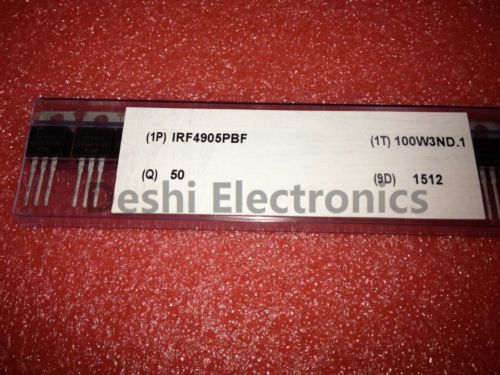 (1P) IRF4905PBF
(1T) 100W3ND.1
(Q) 50
(9D) 1512
Deshi Electronics